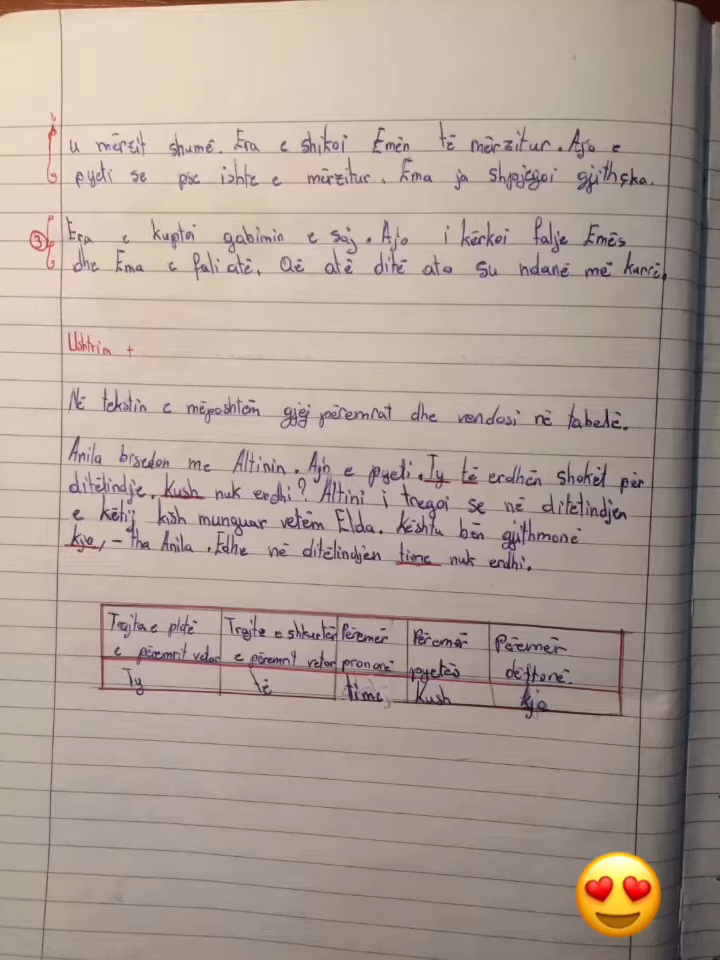 u mërzit shumë. Era e shikoi Emën të mërzitur. Ajo e
pyeti se pse ishte e mërzitur. Ema ja shpjegoi gjithçka.
3 Era e kuptoi gabimin e saj. Ajo i kërkoi falje Emës
dhe Ema e fali atë. Që atë ditë ato su ndanë më kurrë.
Ushtrim +
Në tekstin e mëposhtëm gjej përemrat dhe vendosi në tabelë.
Anila bisedon me Altinin. Ajo e pyeti. Ty të erdhën shokët për
ditëlindje. Kush nuk erdhi? Altini i tregoi se në ditëlindjen
e këtij kish munguar vetëm Elda. Kështu bën gjithmonë
kjo, - tha Anila. Edhe në ditëlindjen time nuk erdhi.
Trajta e plotë e përemrit vetor Trajte e shkurtër e përemrit vetor Përemër pronorë Përemër pyetës Përemër dëftorë.
Ty të time Kush kjo